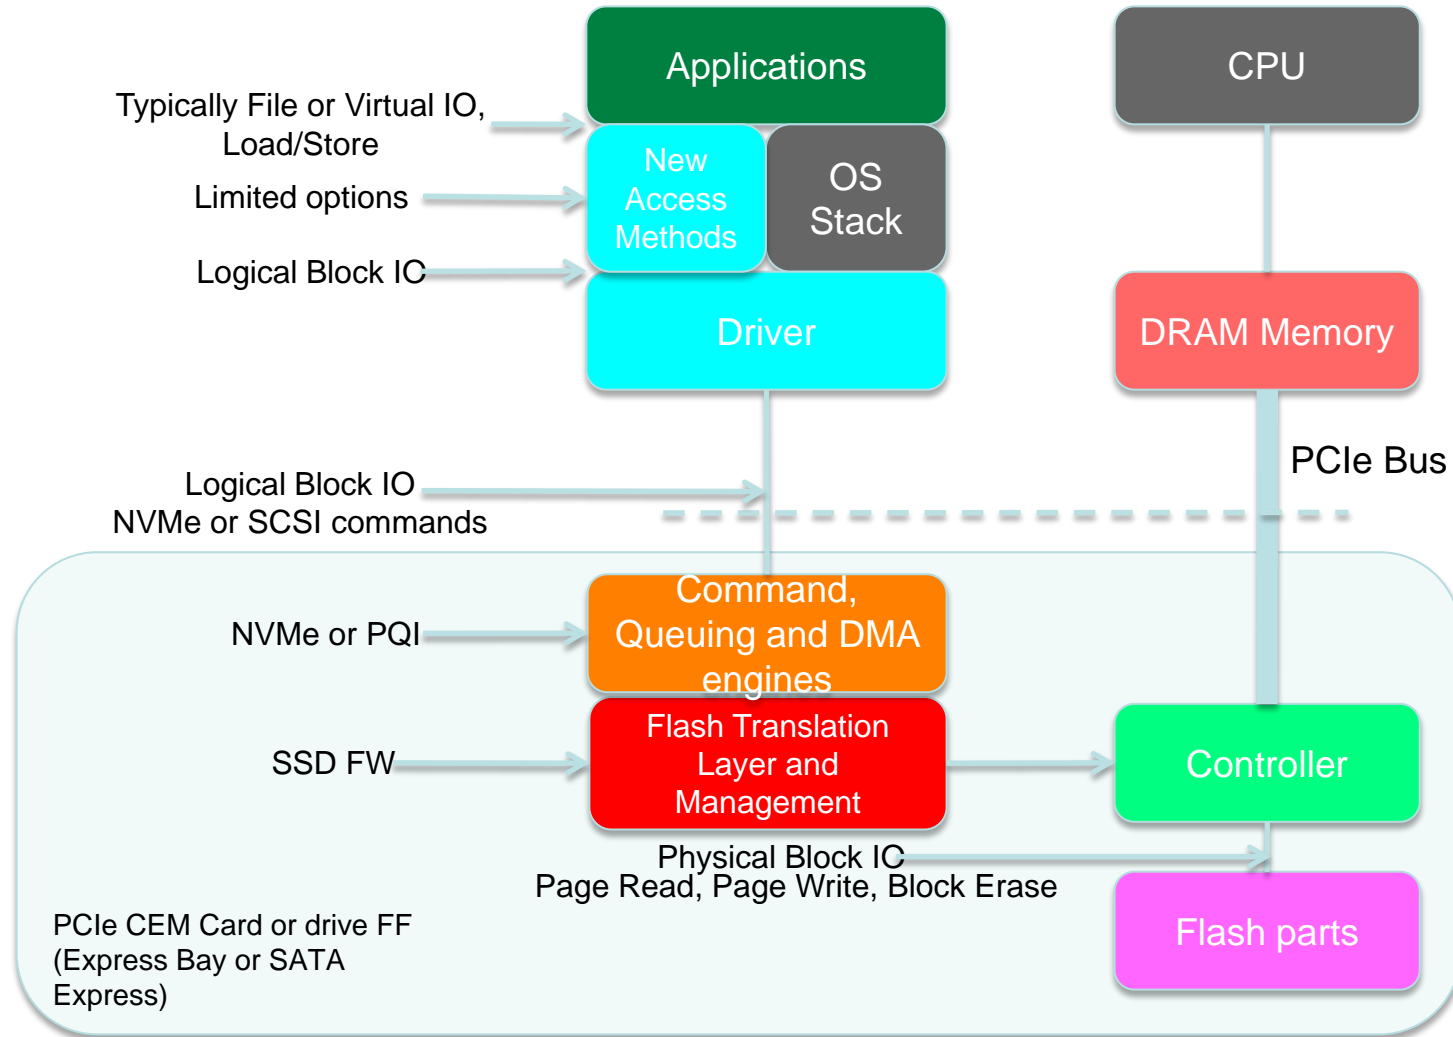 Applications
CPU
Typically File or Virtual IO,
Load/Store
New
Access
Methods
OS
Stack
Limited options
Logical Block IO
Driver
DRAM Memory
PCIe Bus
Logical Block IO
NVMe or SCSI commands
Command,
Queuing and DMA
engines
NVMe or PQI
Flash Translation
Layer and
Management
SSD FW
Controller
Physical Block IO
Page Read, Page Write, Block Erase
Flash parts
PCIe CEM Card or drive FF
(Express Bay or SATA
Express)